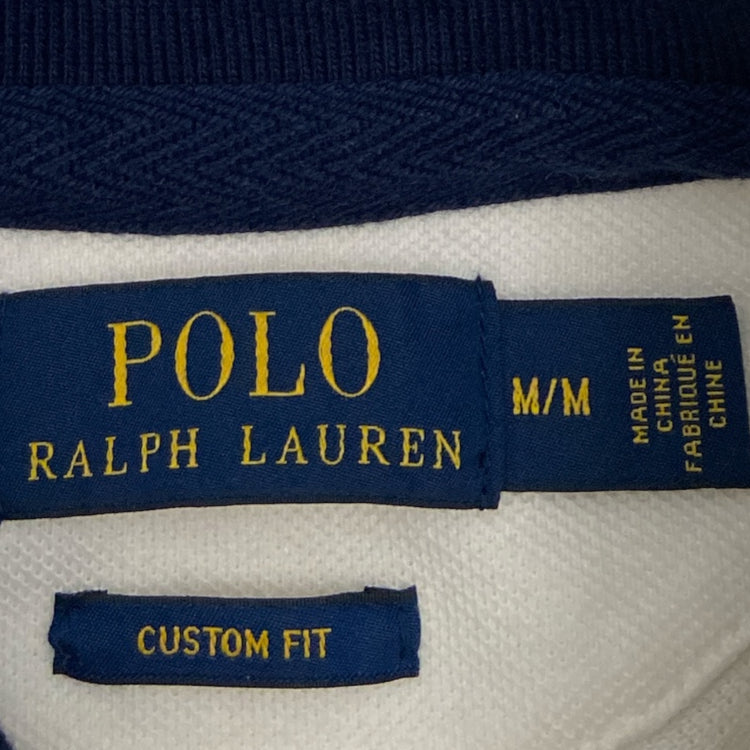 POLO
RALPH LAUREN
M/M
MADE IN
CHINA
FABRIQUÉ EN
CHINE
CUSTOM FIT